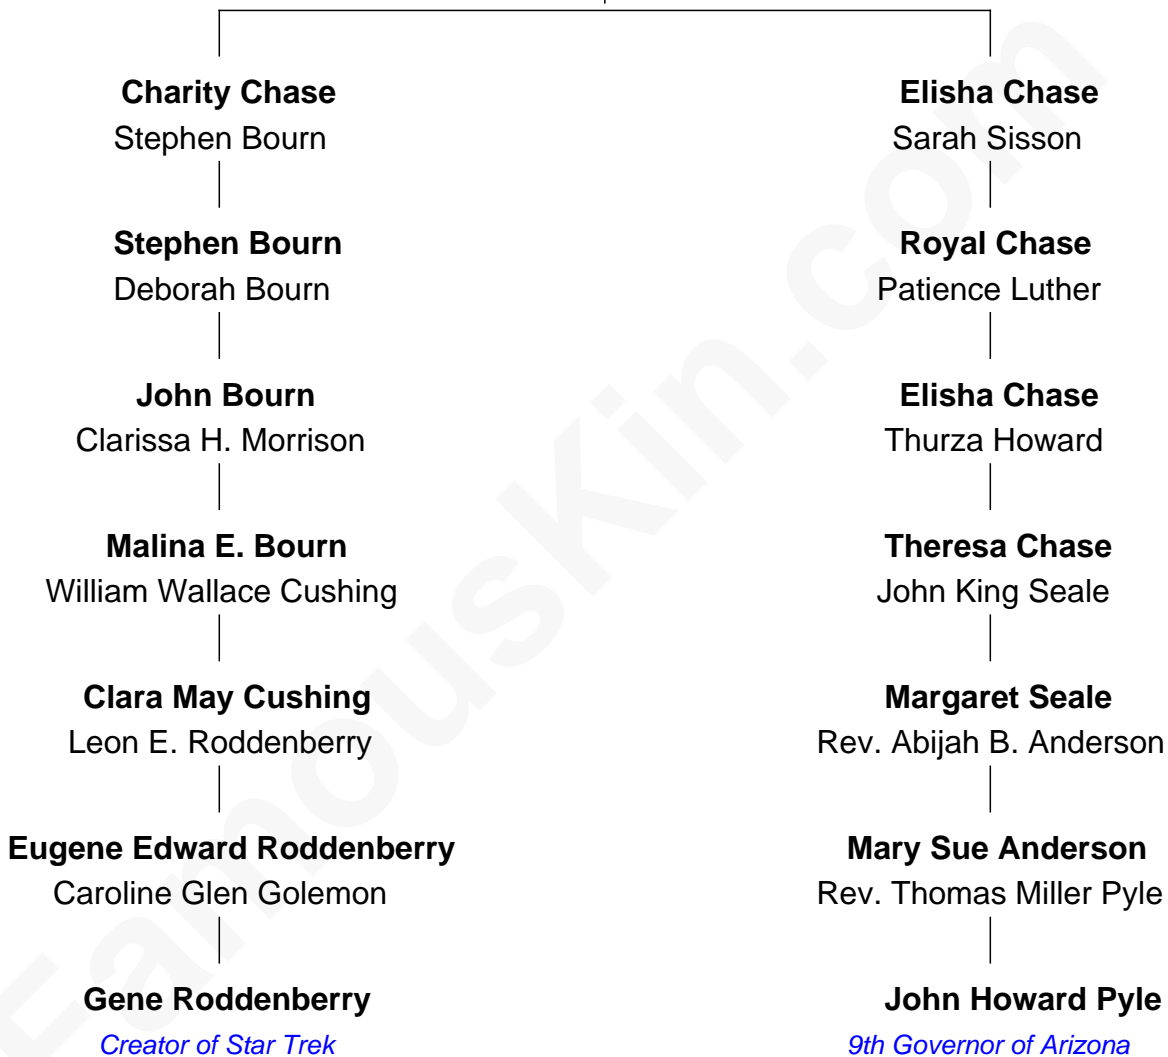 Charity Chase
Stephen Bourn
Elisha Chase
Sarah Sisson
Stephen Bourn
Deborah Bourn
Royal Chase
Patience Luther
John Bourn
Clarissa H. Morrison
Elisha Chase
Thurza Howard
Malina E. Bourn
William Wallace Cushing
Theresa Chase
John King Seale
Clara May Cushing
Leon E. Roddenberry
Margaret Seale
Rev. Abijah B. Anderson
Eugene Edward Roddenberry
Caroline Glen Golemon
Mary Sue Anderson
Rev. Thomas Miller Pyle
Gene Roddenberry
Creator of Star Trek
John Howard Pyle
9th Governor of Arizona
FamousKin.com